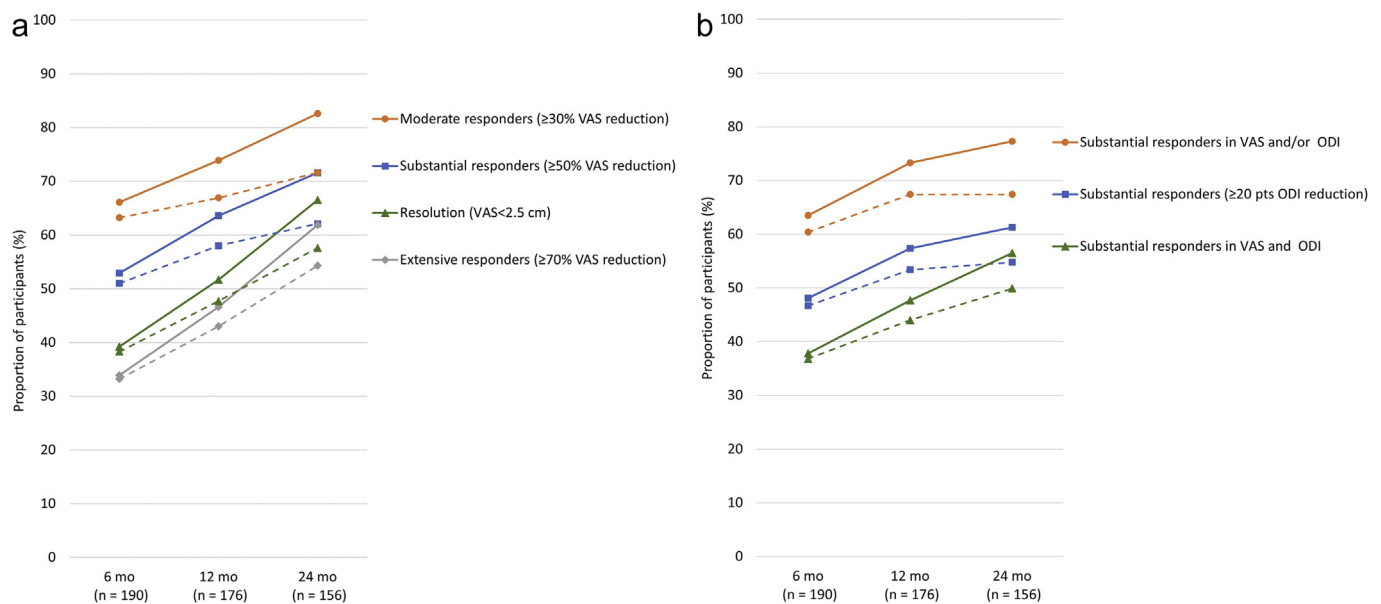 a
Proportion of participants (%)
100
90
80
70
60
50
40
30
20
10
0
6 mo
(n = 190)
12 mo
(n = 176)
24 mo
(n = 156)
Moderate responders (≥30% VAS reduction)
Substantial responders (≥50% VAS reduction)
Resolution (VAS<2.5 cm)
Extensive responders (≥70% VAS reduction)
b
Proportion of participants (%)
100
90
80
70
60
50
40
30
20
10
0
6 mo
(n = 190)
12 mo
(n = 176)
24 mo
(n = 156)
Substantial responders in VAS and/or ODI
Substantial responders (≥20 pts ODI reduction)
Substantial responders in VAS and ODI